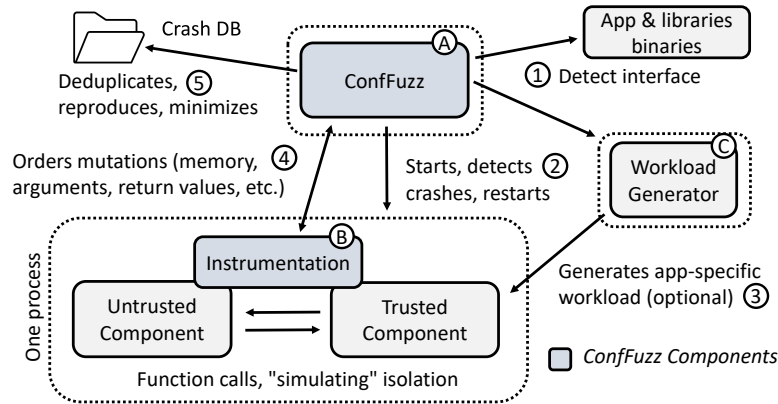 Crash DB
A
App & libraries
binaries
ConfFuzz
1 Detect interface
Deduplicates, 5
reproduces, minimizes
Orders mutations (memory, 4
arguments, return values, etc.)
Starts, detects 2
crashes, restarts
C
Workload
Generator
B
Instrumentation
Untrusted
Component
Trusted
Component
One process
Generates app-specific
workload (optional) 3
Function calls, "simulating" isolation
ConfFuzz Components